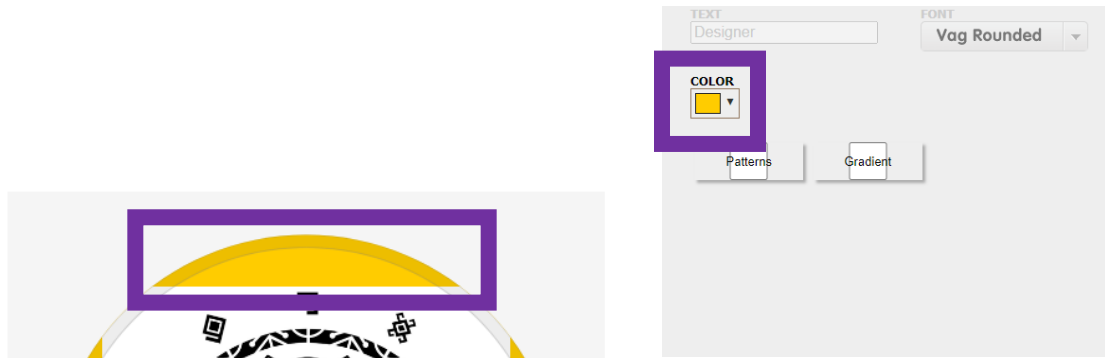 TEXT
FONT
Designer
Vag Rounded
COLOR
Patterns
Gradient